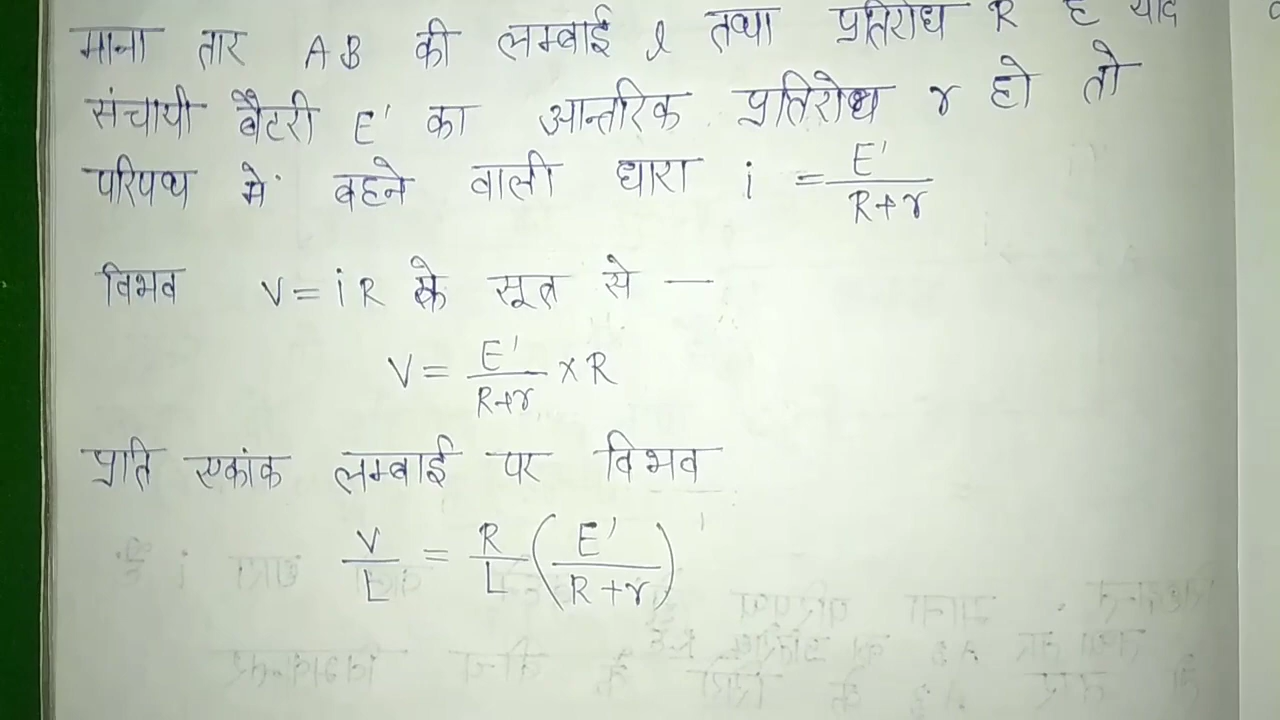 माना तार AB की लम्बाई l तथा प्रतिरोध R है यदि
संचायी बैटरी E' का आन्तरिक प्रतिरोध r हो तो
परिपथ में बहने वाली धारा i = E'/(R+r)
विभव V=iR के सूत्र से —
V = E'/(R+r) × R
प्रति एकांक लम्बाई पर विभव
V/L = R/L (E'/(R+r))